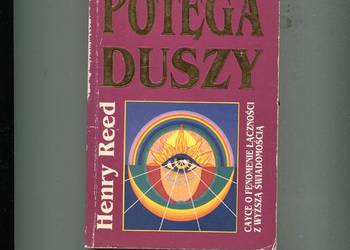 POTĘGA
DUSZY
Henry Reed
CAYCE O FENOMENIE ŁĄCZNOŚCI
Z WYŻSZĄ ŚWIADOMOŚCIĄ